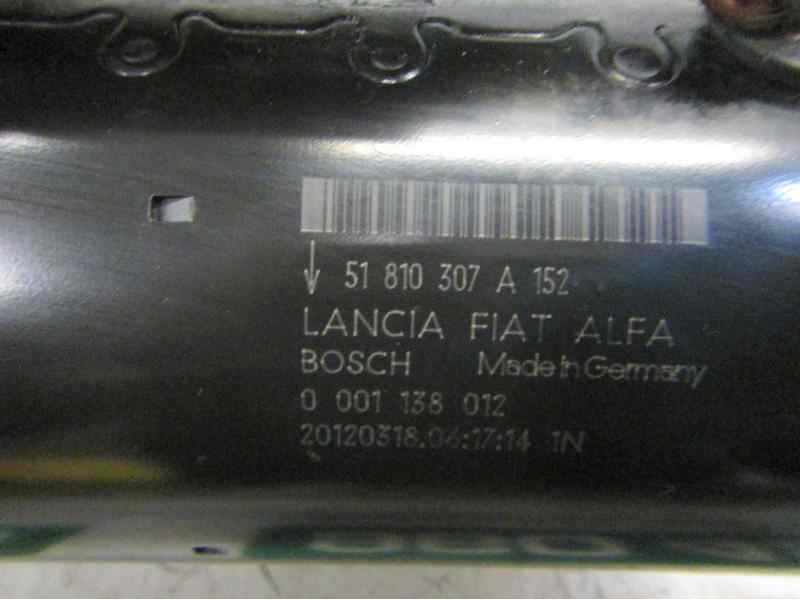 51 810 307 A 152
LANCIA FIAT ALFA
BOSCH Made in Germany
0 001 138 012
20120318.06:17:14 1N